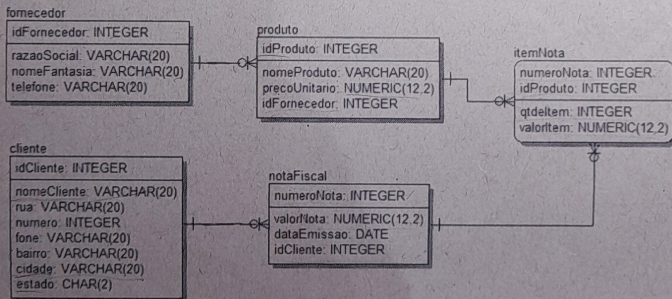 fornecedor
idFornecedor: INTEGER
razaoSocial: VARCHAR(20)
nomeFantasia: VARCHAR(20)
telefone: VARCHAR(20)
produto
idProduto: INTEGER
nomeProduto: VARCHAR(20)
precoUnitario: NUMERIC(12,2)
idFornecedor: INTEGER
itemNota
numeroNota: INTEGER
idProduto: INTEGER
qtdeItem: INTEGER
valorItem: NUMERIC(12,2)
cliente
idCliente: INTEGER
nomeCliente: VARCHAR(20)
rua: VARCHAR(20)
numero: INTEGER
fone: VARCHAR(20)
bairro: VARCHAR(20)
cidade: VARCHAR(20)
estado: CHAR(2)
notaFiscal
numeroNota: INTEGER
valorNota: NUMERIC(12,2)
dataEmissao: DATE
idCliente: INTEGER